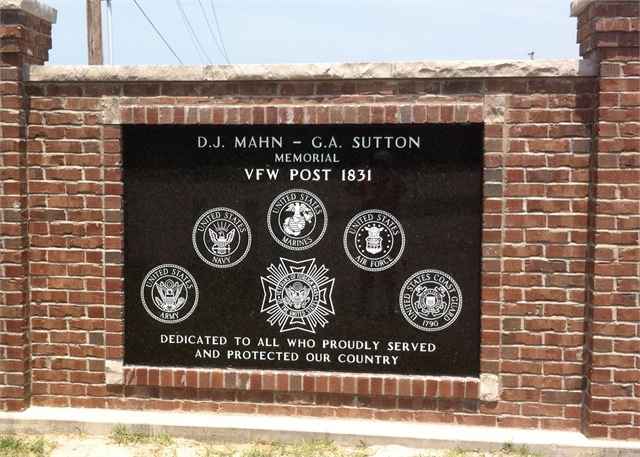 D.J. MAHN - G.A. SUTTON
MEMORIAL
VFW POST 1831
UNITED STATES
MARINES
UNITED STATES
NAVY
UNITED STATES
AIR FORCE
UNITED STATES
ARMY
UNITED STATES COAST GUARD
1790
DEDICATED TO ALL WHO PROUDLY SERVED
AND PROTECTED OUR COUNTRY